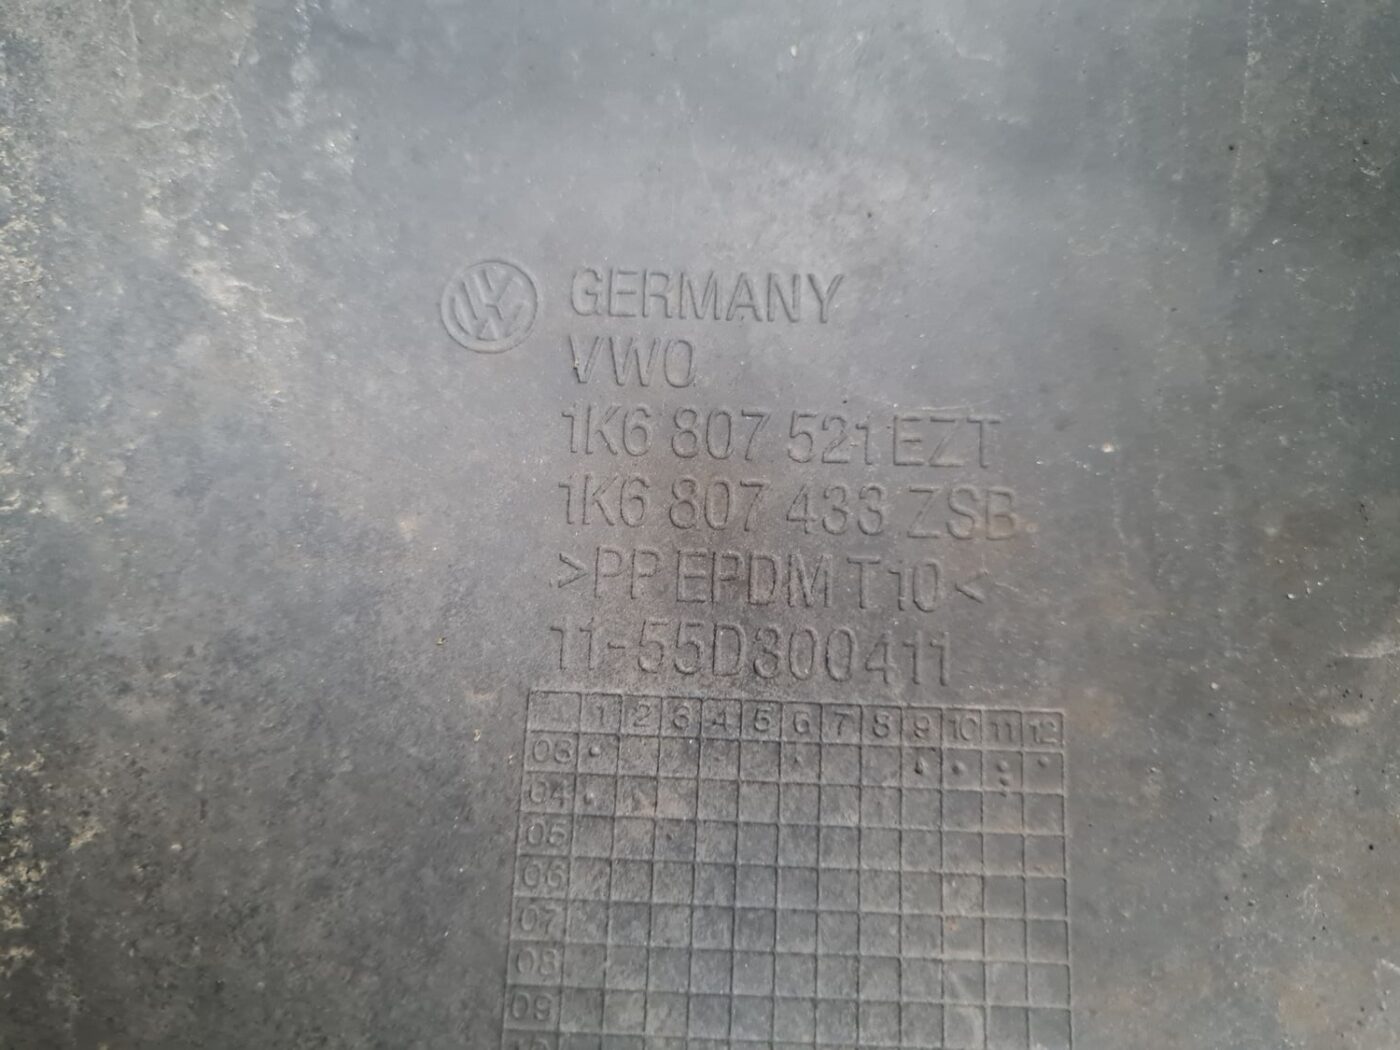 GERMANY
VWO
1K6 807 521 EZT
1K6 807 433 ZSB
>PP EPDM T10<
11-55D800411
1 2 3 4 5 6 7 8 9 10 11 12
03
04
05
06
07
08
09